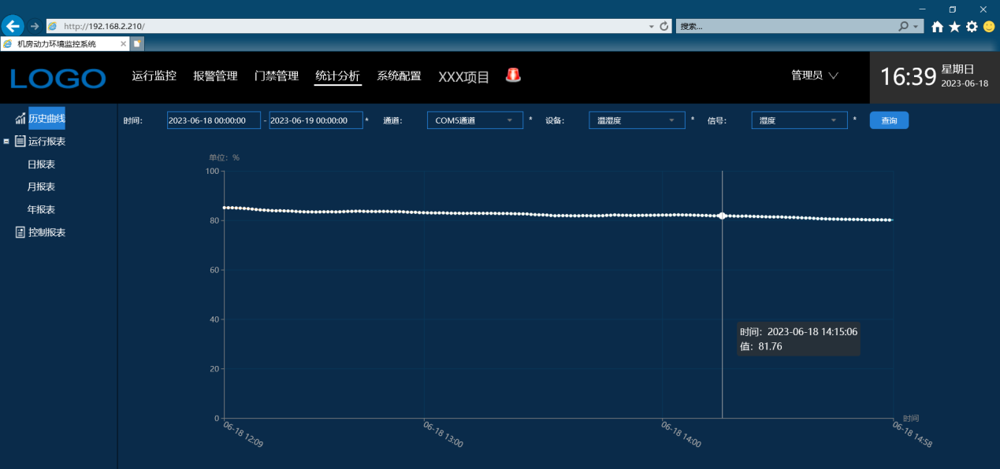 http://192.168.2.210/
搜索...
机房动力环境监控系统
LOGO
运行监控 报警管理 门禁管理 统计分析 系统配置 XXX项目
管理员
16:39
星期日
2023-06-18
历史曲线
运行报表
日报表
月报表
年报表
控制报表
时间: 2023-06-18 00:00:00 - 2023-06-19 00:00:00 * 通道: COM5通道 * 设备: 温湿度 * 信号: 湿度 * 查询
单位: %
100
80
60
40
20
0
时间: 2023-06-18 14:15:06
值: 81.76
时间
06-18 12:09
06-18 13:00
06-18 14:00
06-18 14:58